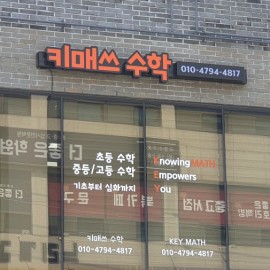 키매쓰 수학 010-4794-4817
초등 수학
중등/고등 수학
기초부터 심화까지
KnowingMATH
Empowers
You
키매쓰 수학
010-4794-4817
KEY MATH
010-4794-4817